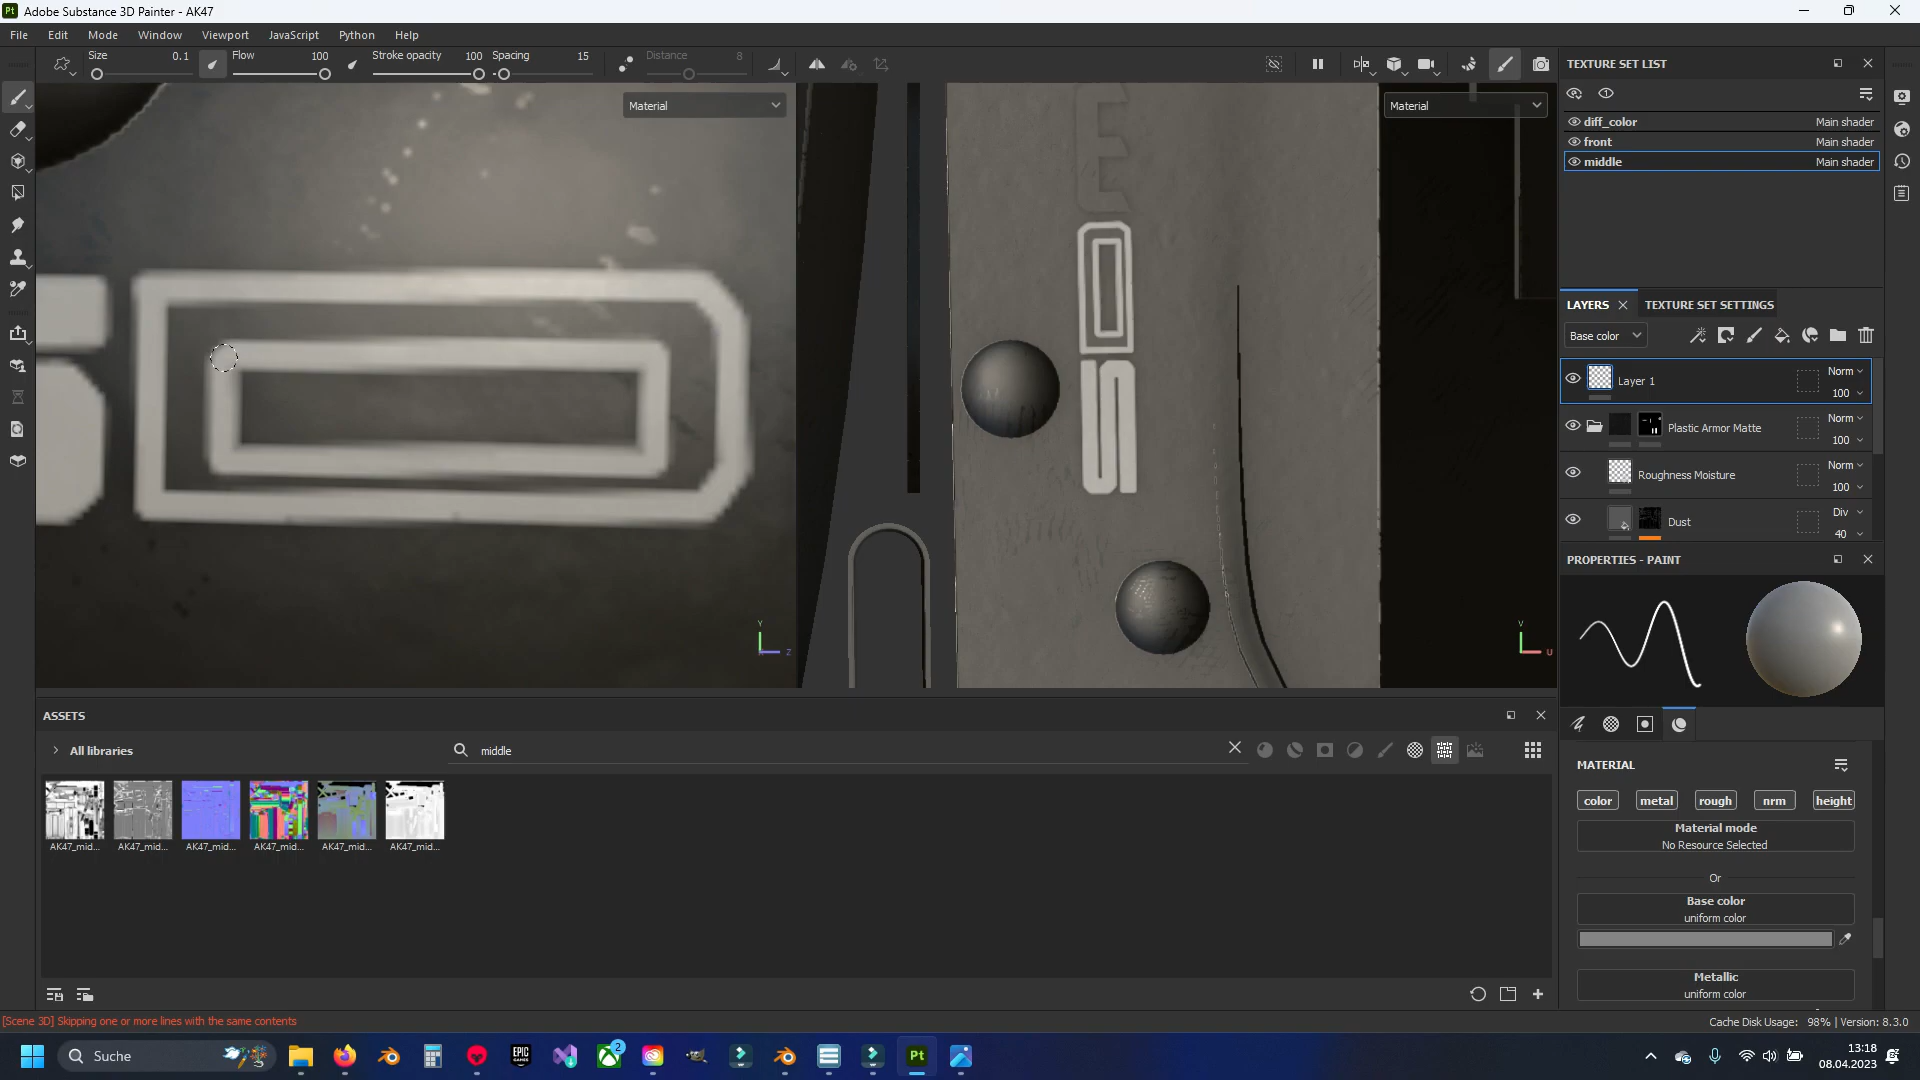 Adobe Substance 3D Painter - AK47
File Edit Mode Window Viewport JavaScript Python Help
Size 0.1 Flow 100 Stroke opacity 100 Spacing 15 Distance 8
Material
Material
Y
Z
V
U
TEXTURE SET LIST
diff_color Main shader
front Main shader
middle Main shader
LAYERS TEXTURE SET SETTINGS
Base color
Layer 1 Norm 100
Plastic Armor Matte Norm 100
Roughness Moisture Norm 100
Dust Div 40
PROPERTIES - PAINT
MATERIAL
color metal rough nrm height
Material mode
No Resource Selected
Or
Base color
uniform color
Metallic
uniform color
ASSETS
All libraries middle
AK47_mid... AK47_mid... AK47_mid... AK47_mid... AK47_mid... AK47_mid...
[Scene 3D] Skipping one or more lines with the same contents
Cache Disk Usage: 98% | Version: 8.3.0
Suche
EPIC GAMES
2
Pt
13:18
08.04.2023